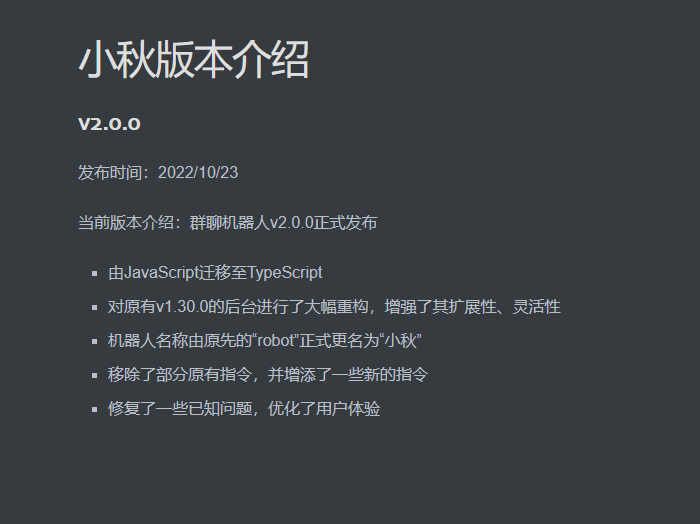 小秋版本介绍
V2.0.0
发布时间：2022/10/23
当前版本介绍：群聊机器人v2.0.0正式发布
由JavaScript迁移至TypeScript
对原有v1.30.0的后台进行了大幅重构，增强了其扩展性、灵活性
机器人名称由原先的“robot”正式更名为“小秋”
移除了部分原有指令，并增添了一些新的指令
修复了一些已知问题，优化了用户体验